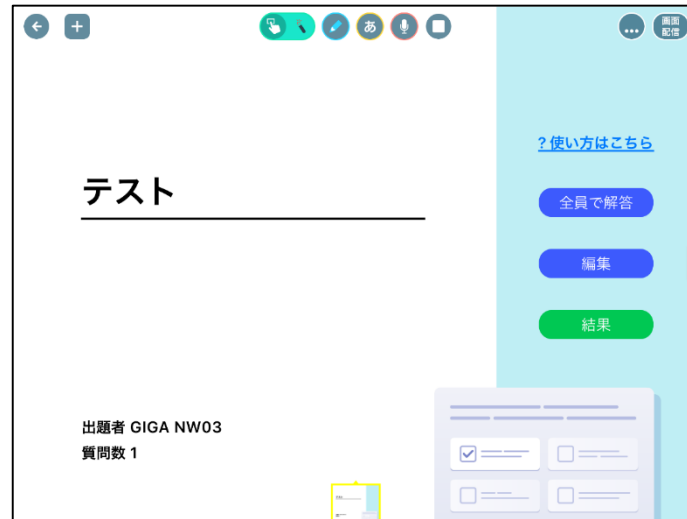 あ
...
画面
配信
?使い方はこちら
テスト
全員で解答
編集
結果
出題者 GIGA NW03
質問数 1